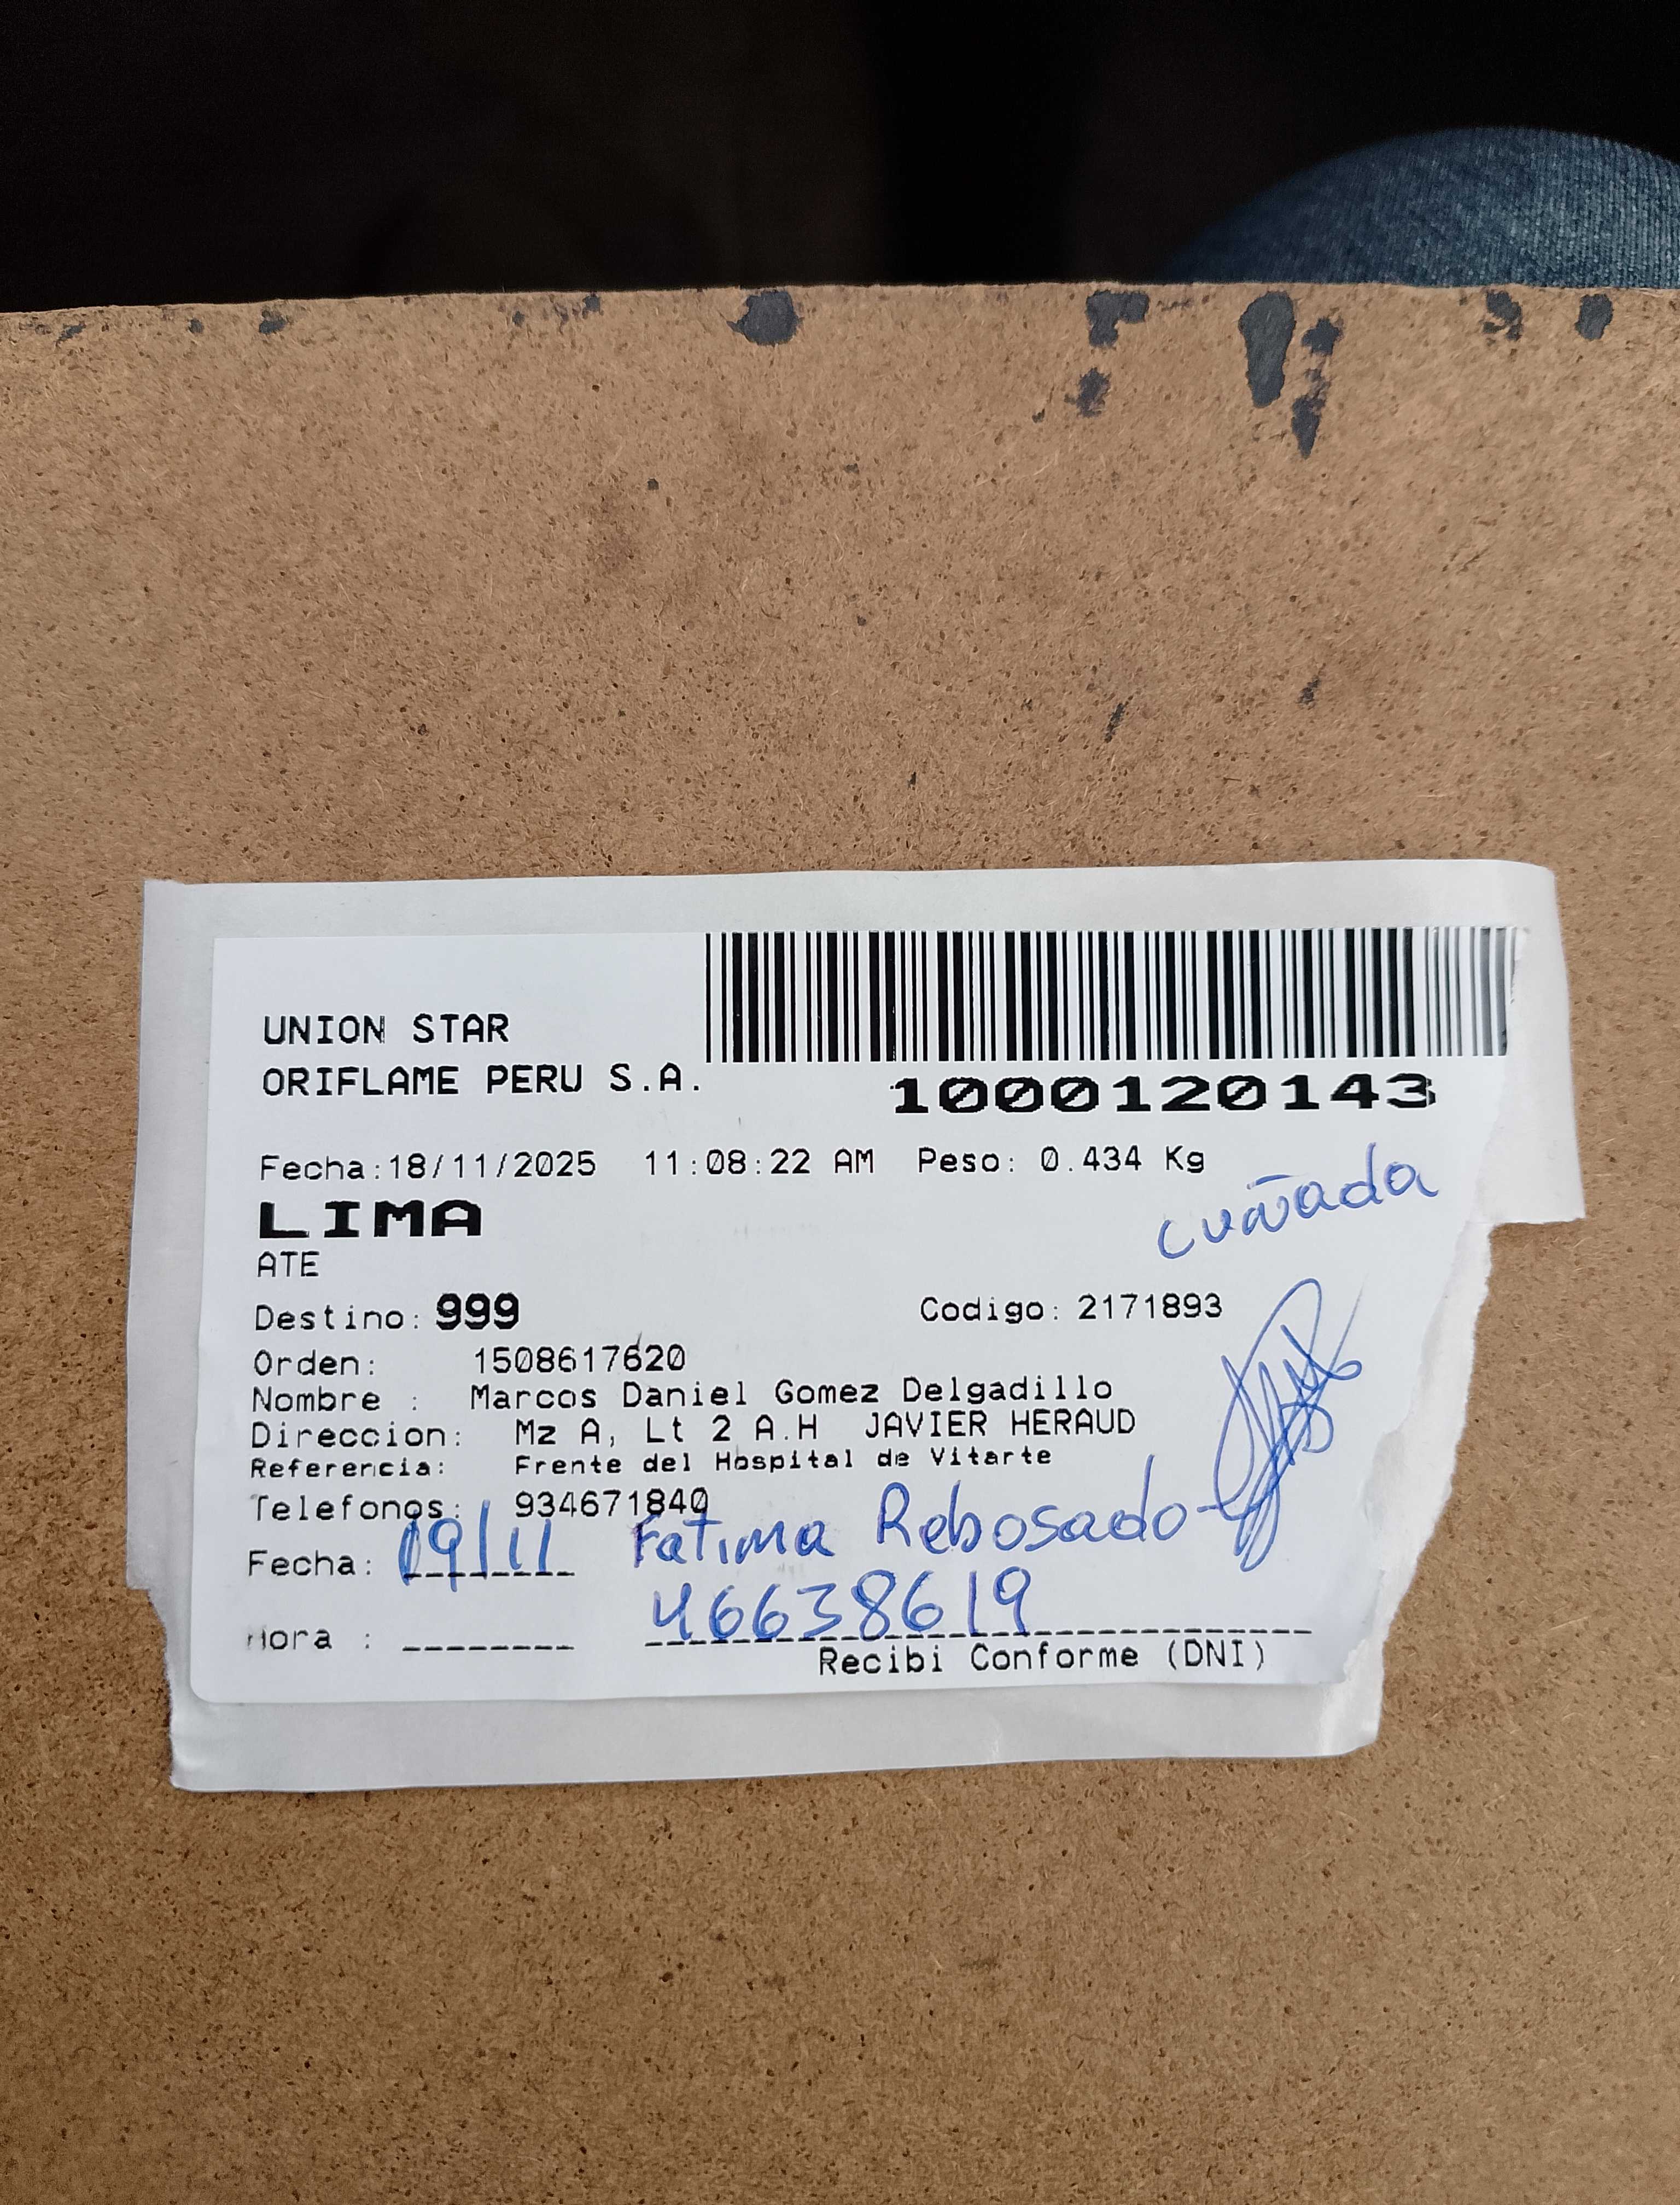 UNION STAR
ORIFLAME PERU S.A.
1000120143
Fecha:18/11/2025 11:08:22 AM Peso: 0.434 Kg
LIMA
cuñada
ATE
Destino: 999 Codigo: 2171893
Orden: 1508617620
Nombre : Marcos Daniel Gomez Delgadillo
Direccion: Mz A, Lt 2 A.H JAVIER HERAUD
Referencia: Frente del Hospital de Vitarte
Telefonos: 934671840
Fecha: 19/11 Fatima Rebosado
Hora : 46638619
Recibi Conforme (DNI)